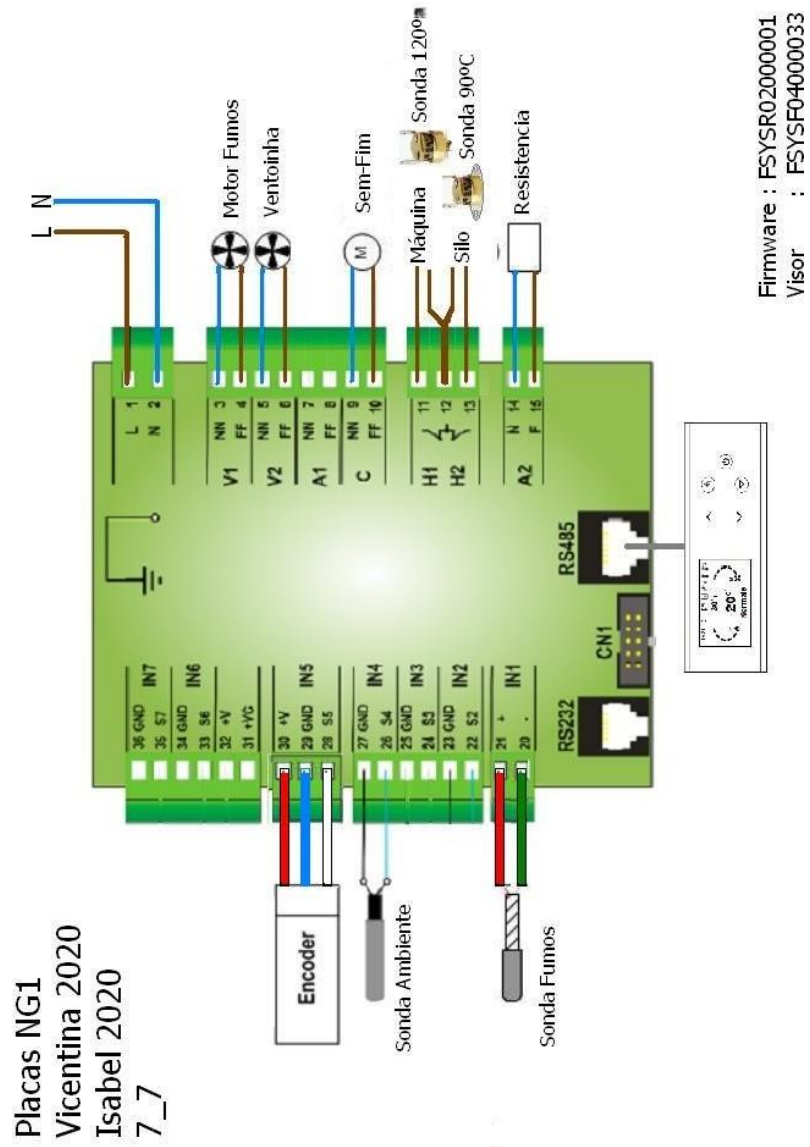 Placas NG1
Vicentina 2020
Isabel 2020
7_7
L N
Motor Fumos
Ventoinha
Sem-Fim
M
Máquina
Sonda 120º
Silo
Sonda 90ºC
Resistencia
L 1
N 2
V1
NN 3
FF 4
V2
NN 5
FF 6
A1
NN 7
FF 8
C
NN 9
FF 10
H1
H2
11
12
13
A2
N 14
F 15
36 GND
35 S7
IN7
34 GND
33 S6
IN6
32 +V
31 +VG
30 +V
29 GND
28 S5
IN5
27 GND
26 S4
IN4
25 GND
24 S3
IN3
23 GND
22 S2
IN2
21 +
20 -
IN1
Encoder
Sonda Ambiente
Sonda Fumos
RS232
CN1
RS485
20°
Normale
Firmware : FSYSR02000001
Visor : FSYSF04000033